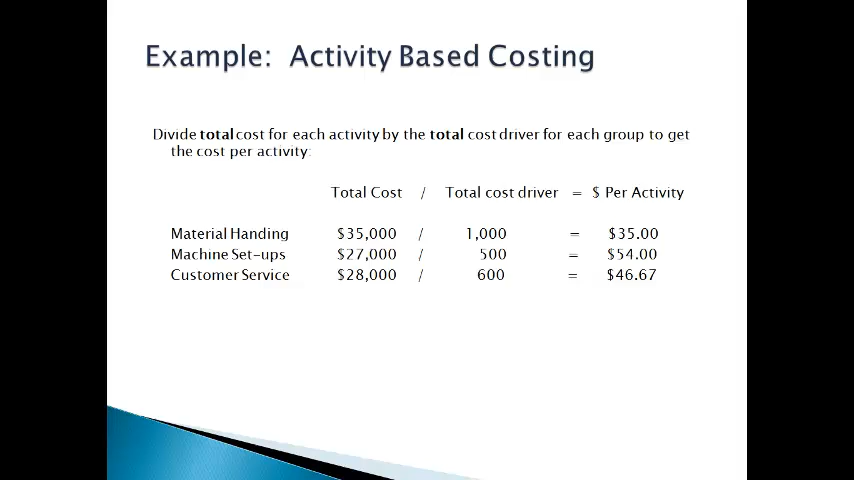 Example: Activity Based Costing
Divide total cost for each activity by the total cost driver for each group to get
the cost per activity:
Total Cost / Total cost driver = $ Per Activity
Material Handing $35,000 / 1,000 = $35.00
Machine Set-ups $27,000 / 500 = $54.00
Customer Service $28,000 / 600 = $46.67